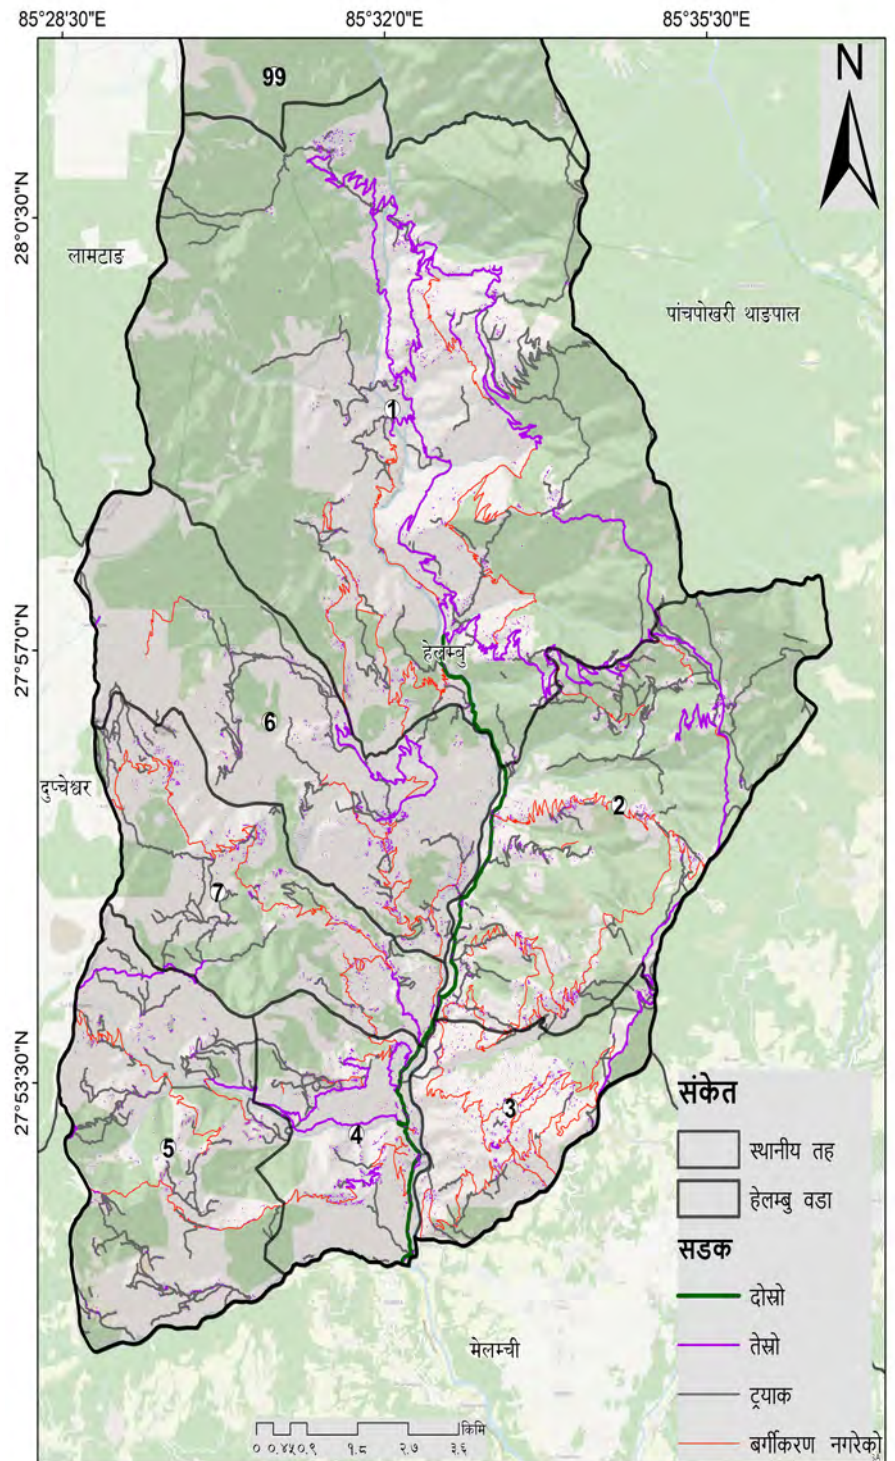 85°28'30"E 85°32'0"E 85°35'30"E
99
N
28°0'30"N
लामटाङ
पांचपोखरी थाङपाल
1
27°57'0"N
हेलम्बु
6
दुप्चेश्वर
2
7
27°53'30"N
3
4
5
संकेत
स्थानीय तह
हेलम्बु वडा
सडक
दोस्रो
तेस्रो
ट्रयाक
बर्गीकरण नगरेको
मेलम्ची
किमि
० ०.४५०.९ १.८ २.७ ३.६